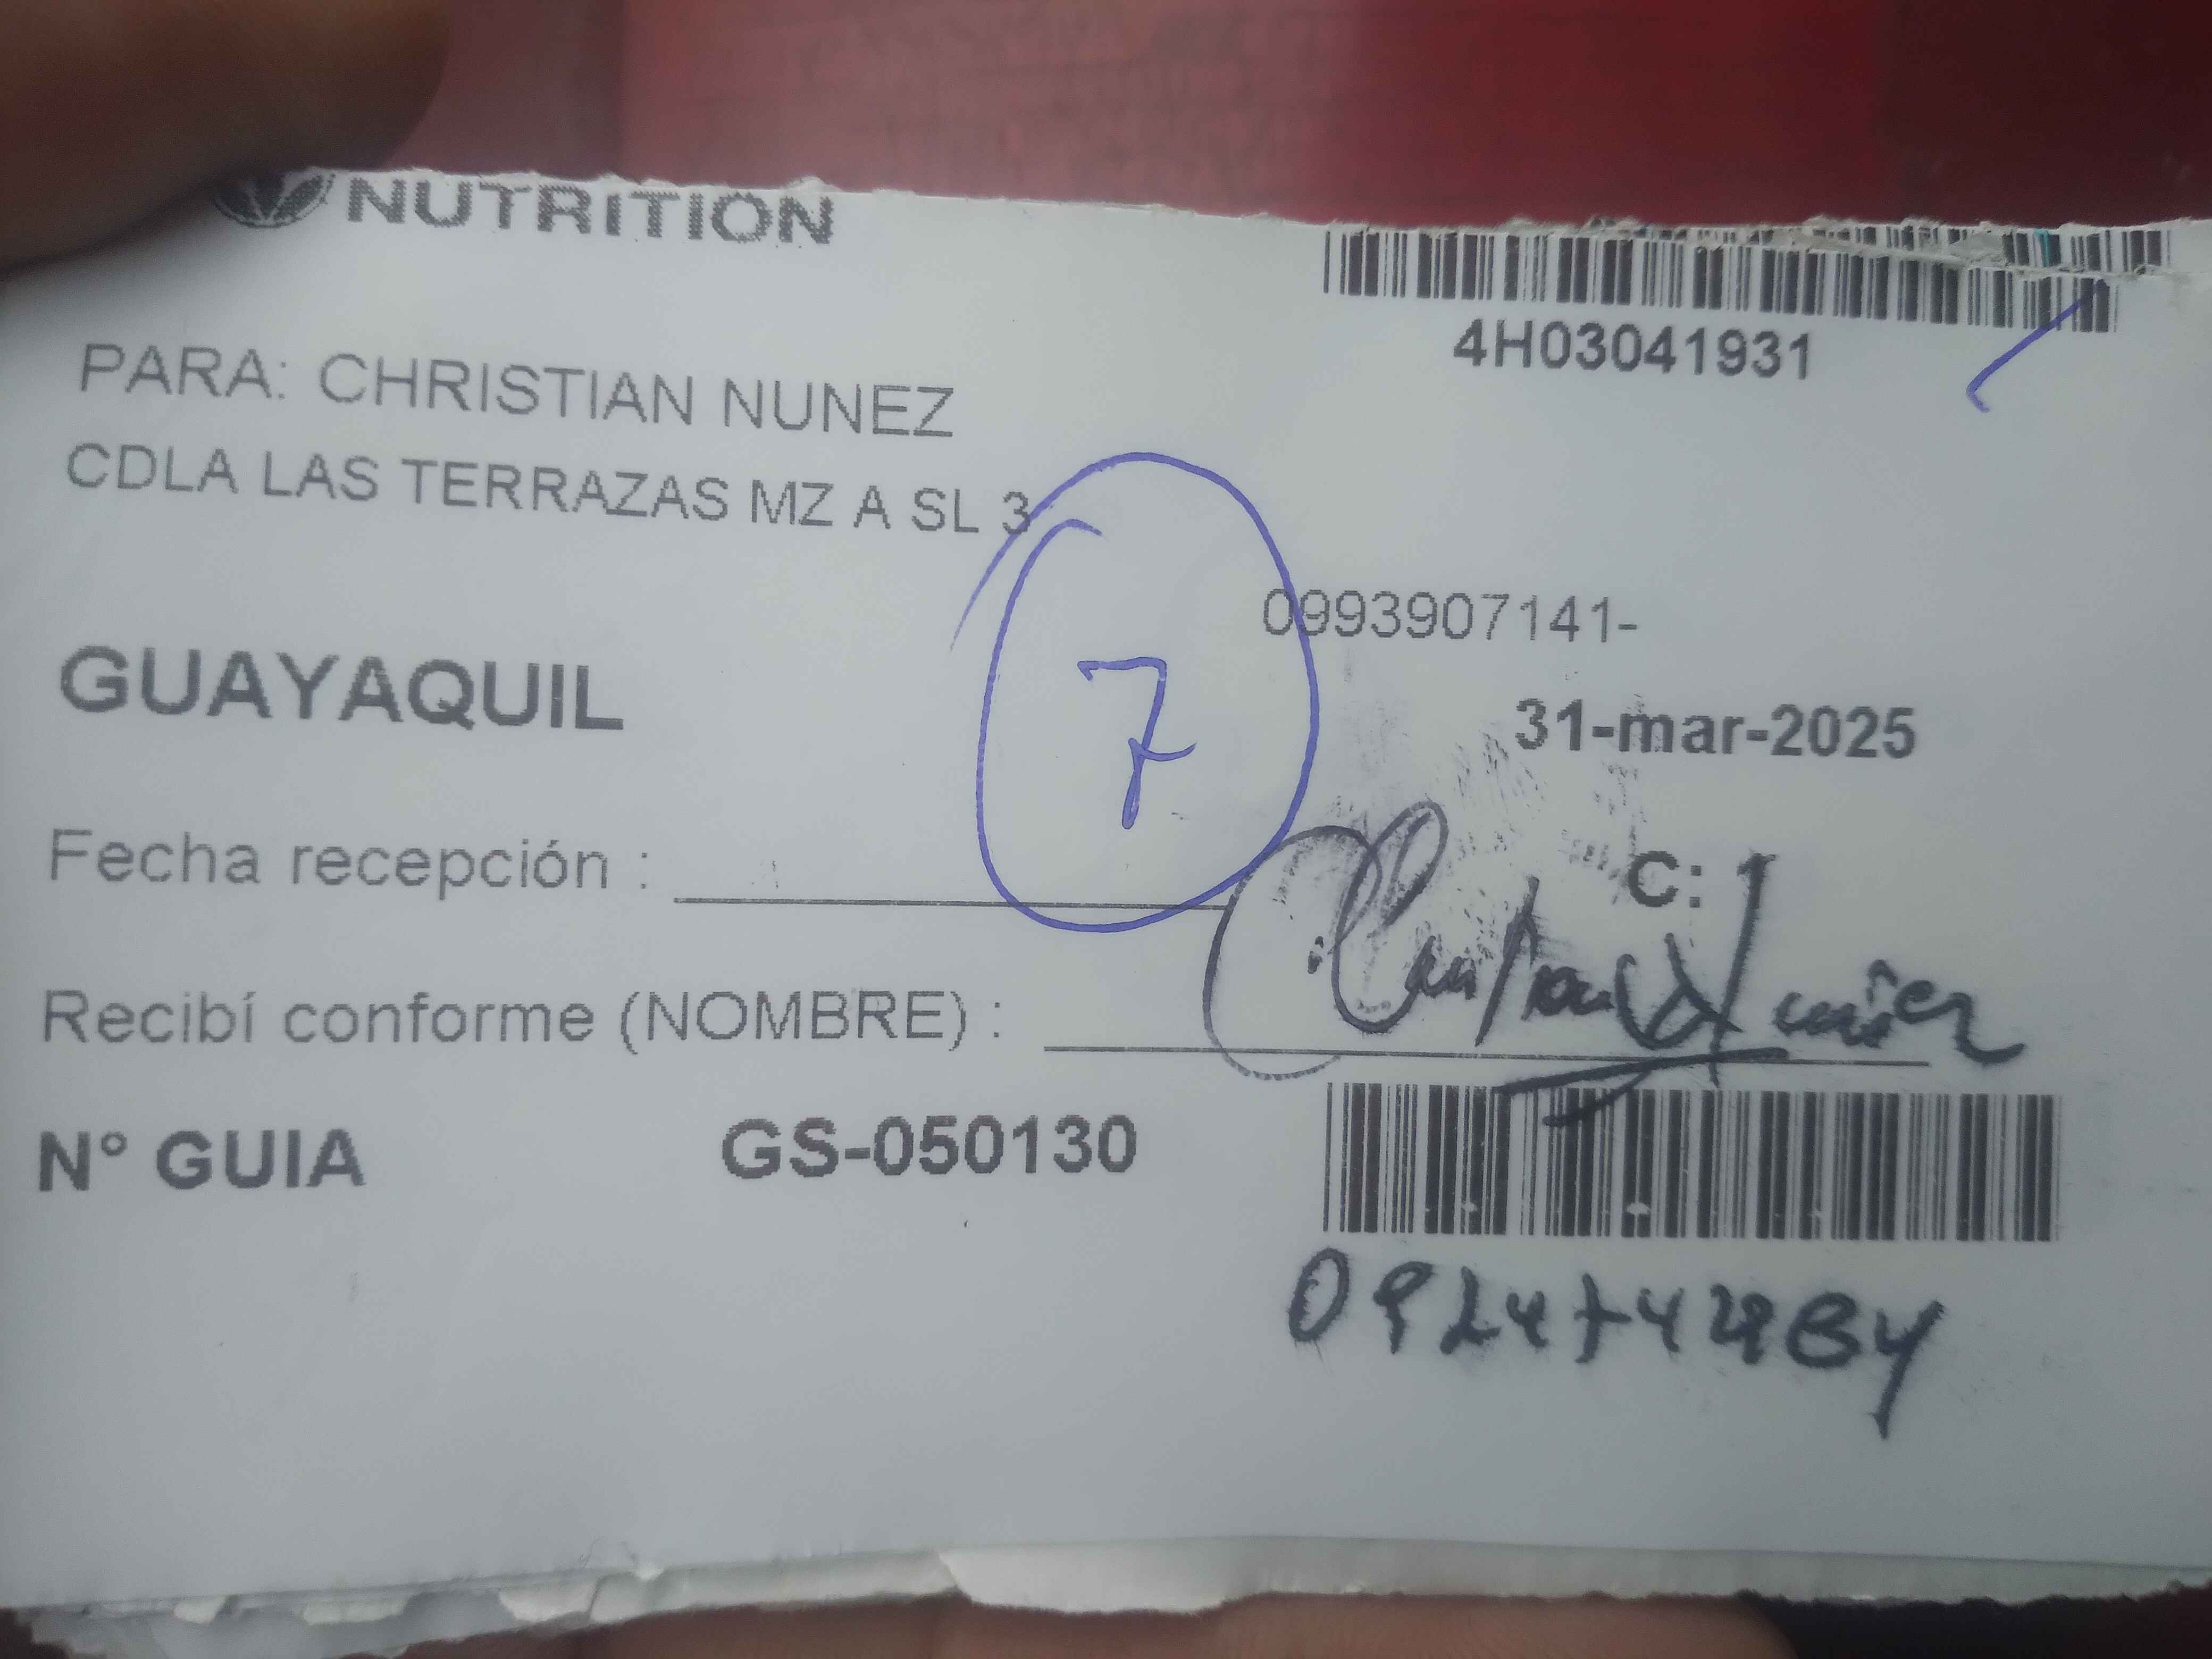 NUTRITION
4H03041931
PARA: CHRISTIAN NUNEZ
CDLA LAS TERRAZAS MZ A SL 3
0993907141-
7
GUAYAQUIL
31-mar-2025
Fecha recepción :
C: 1
Recibí conforme (NOMBRE) :
N° GUIA GS-050130